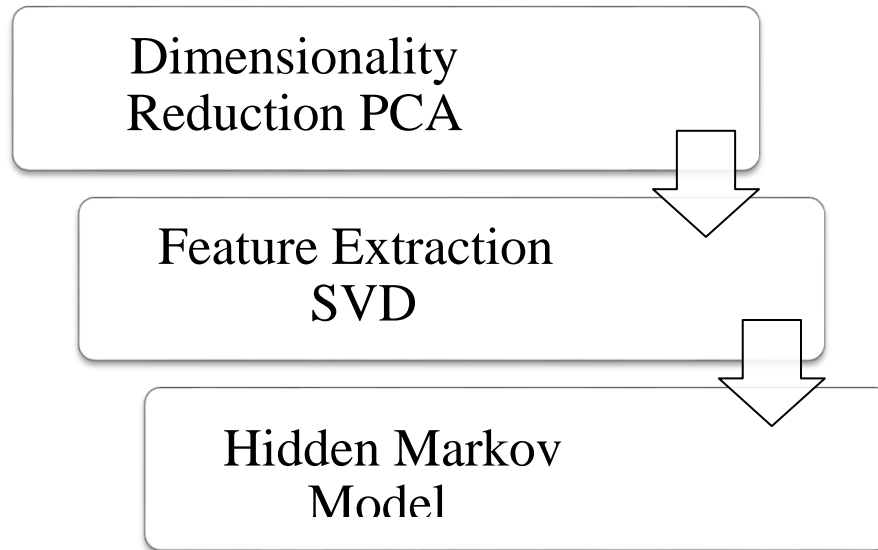 Dimensionality
Reduction PCA
Feature Extraction
SVD
Hidden Markov
Model